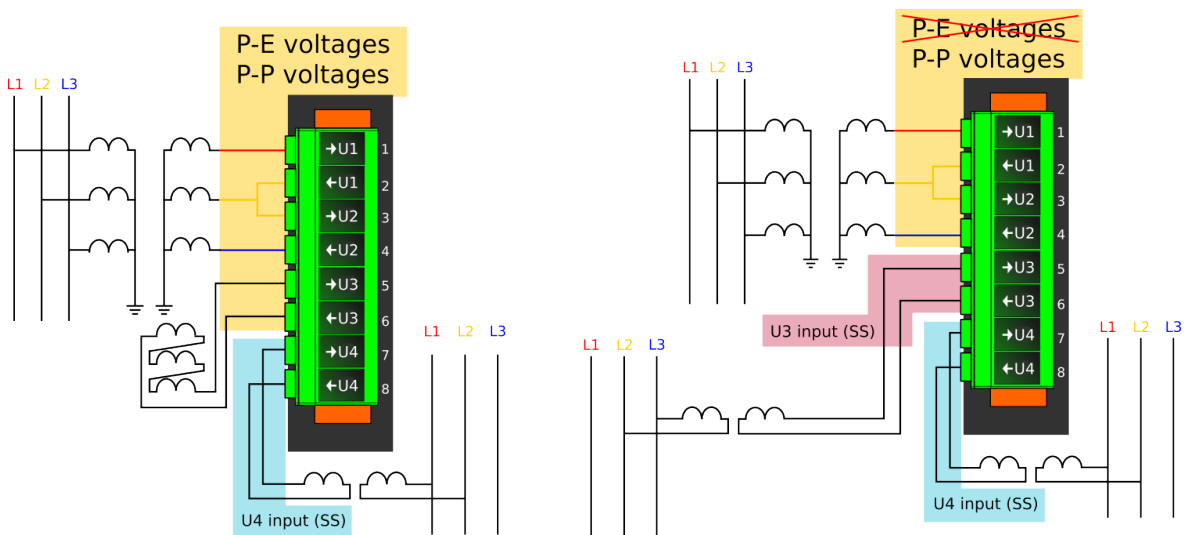 P-E voltages
P-P voltages
L1 L2 L3
→U1 1
←U1 2
→U2 3
←U2 4
→U3 5
←U3 6
→U4 7
←U4 8
L1 L2 L3
U4 input (SS)
P-E voltages
P-P voltages
L1 L2 L3
→U1 1
←U1 2
→U2 3
←U2 4
→U3 5
←U3 6
→U4 7
←U4 8
U3 input (SS)
L1 L2 L3
L1 L2 L3
U4 input (SS)